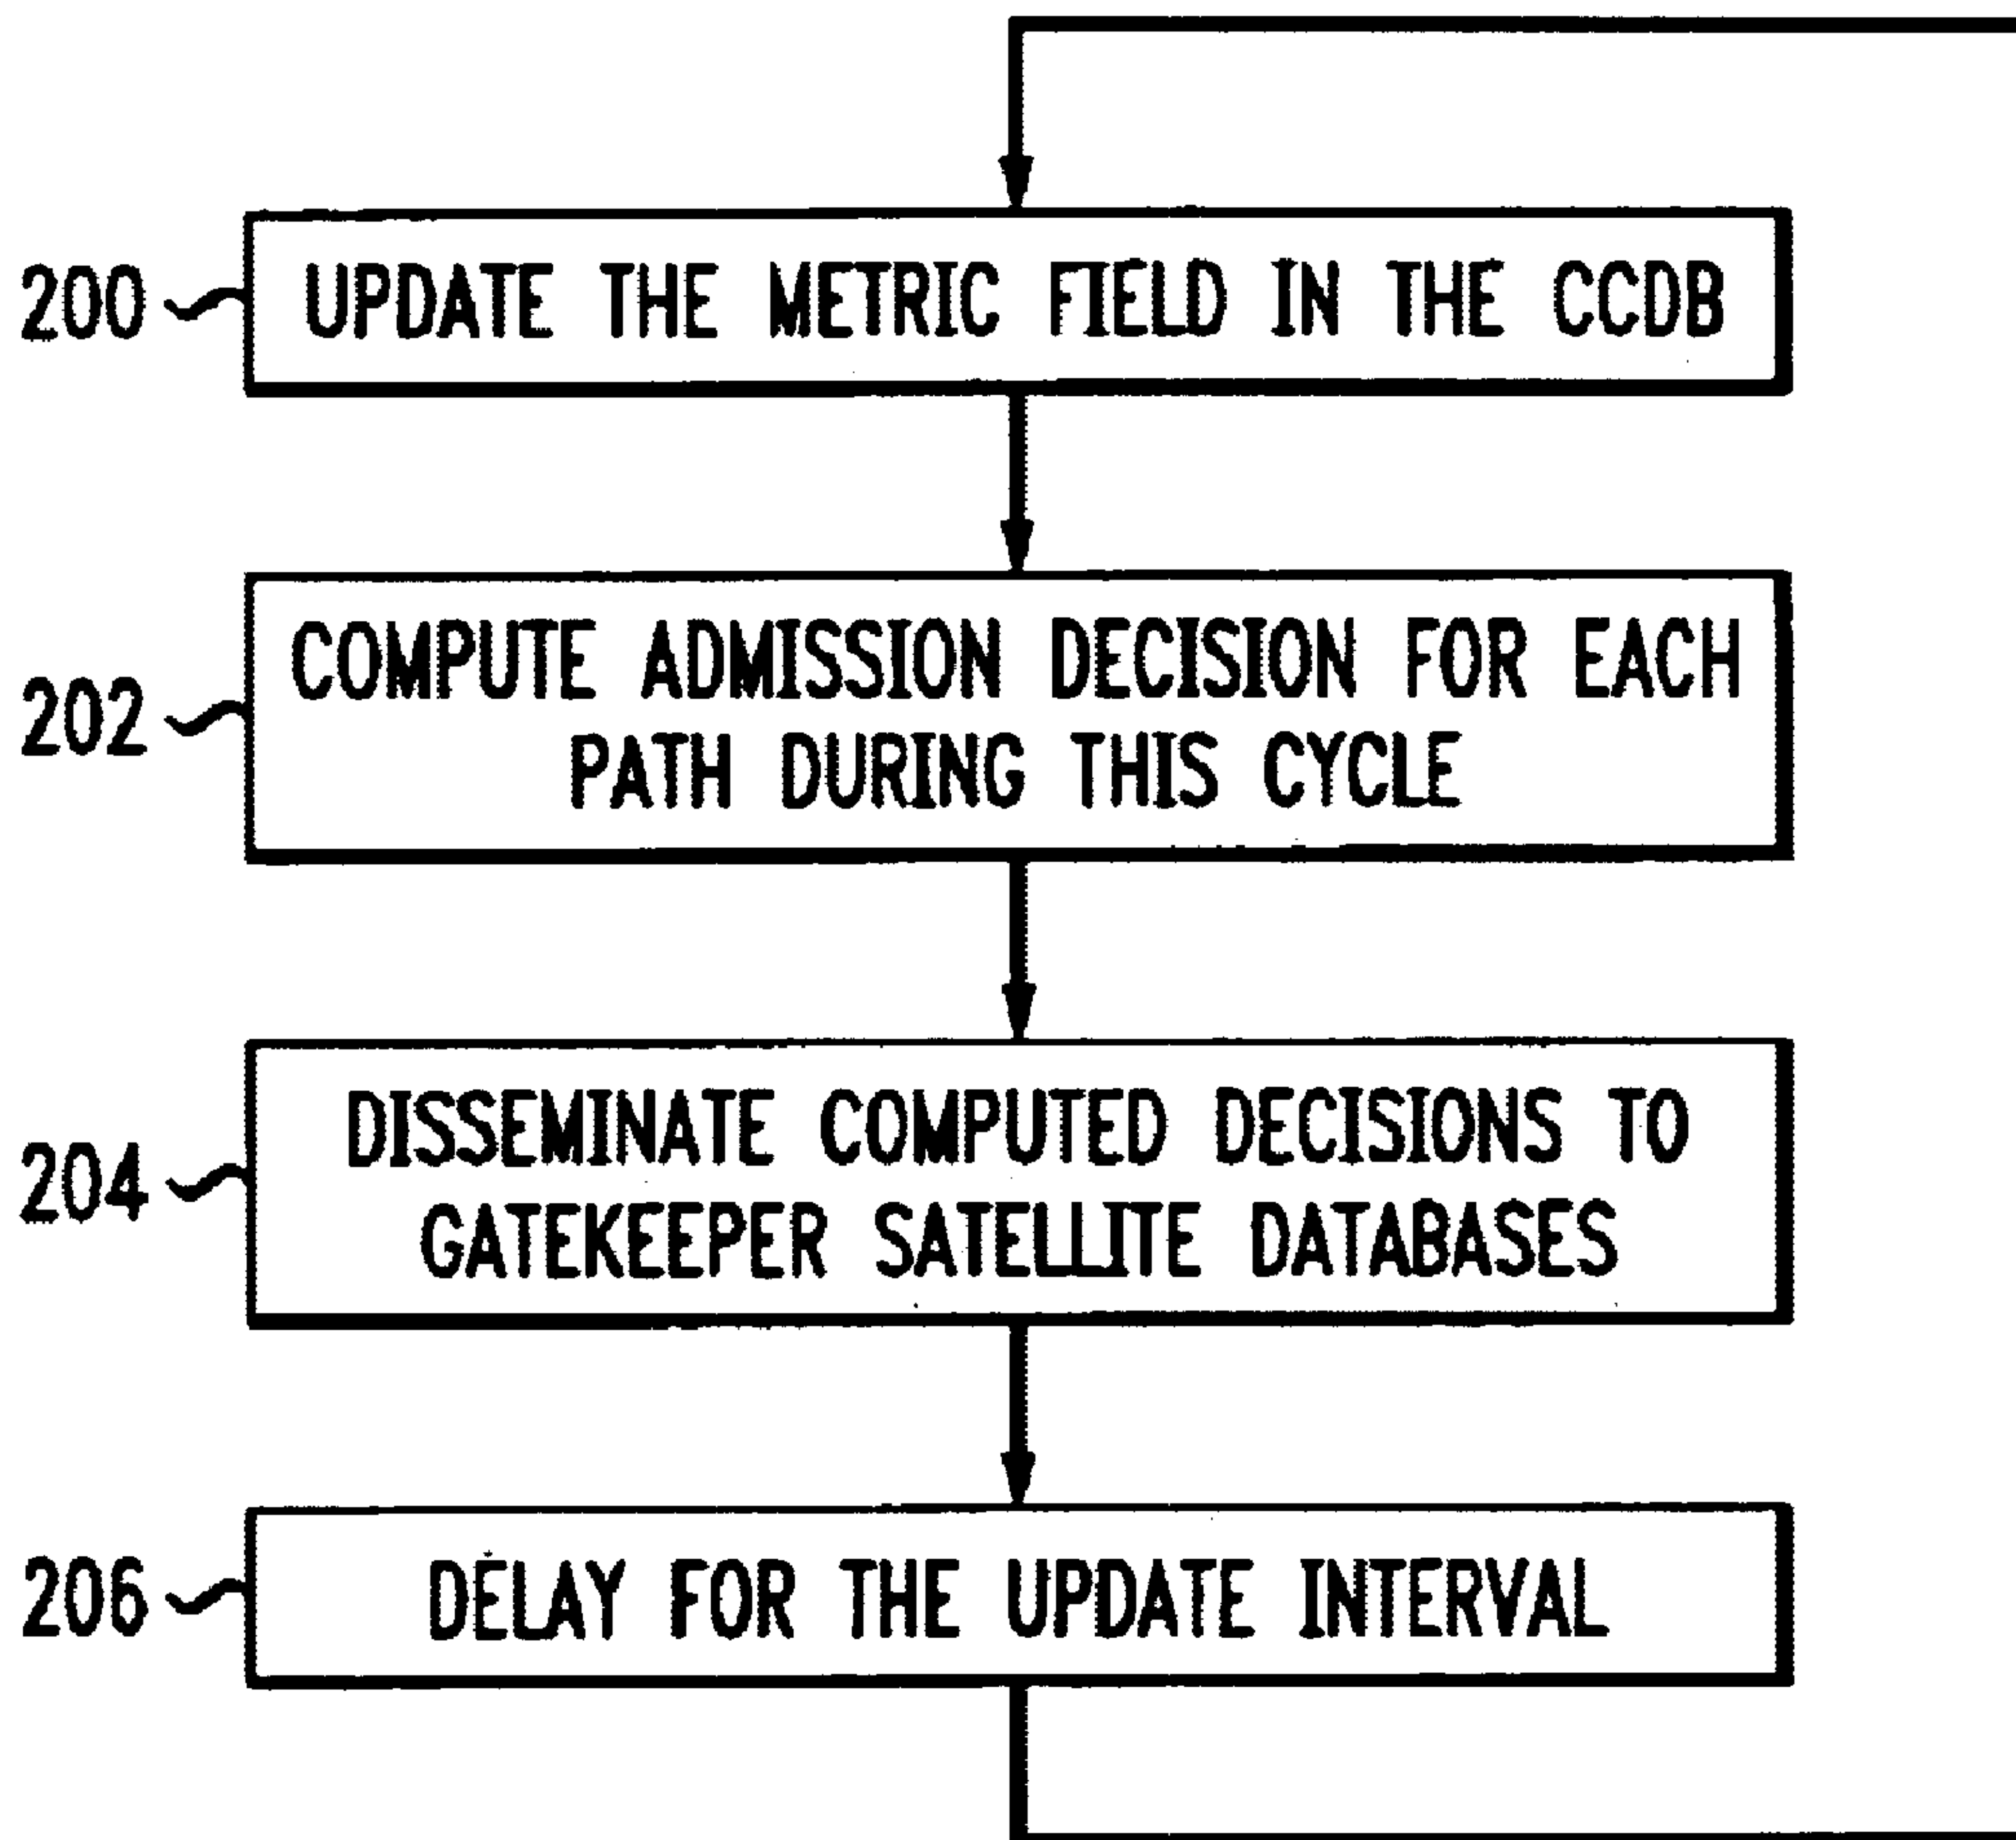 200 UPDATE THE METRIC FIELD IN THE CCDB
202 COMPUTE ADMISSION DECISION FOR EACH
PATH DURING THIS CYCLE
204 DISSEMINATE COMPUTED DECISIONS TO
GATEKEEPER SATELLITE DATABASES
206 DELAY FOR THE UPDATE INTERVAL